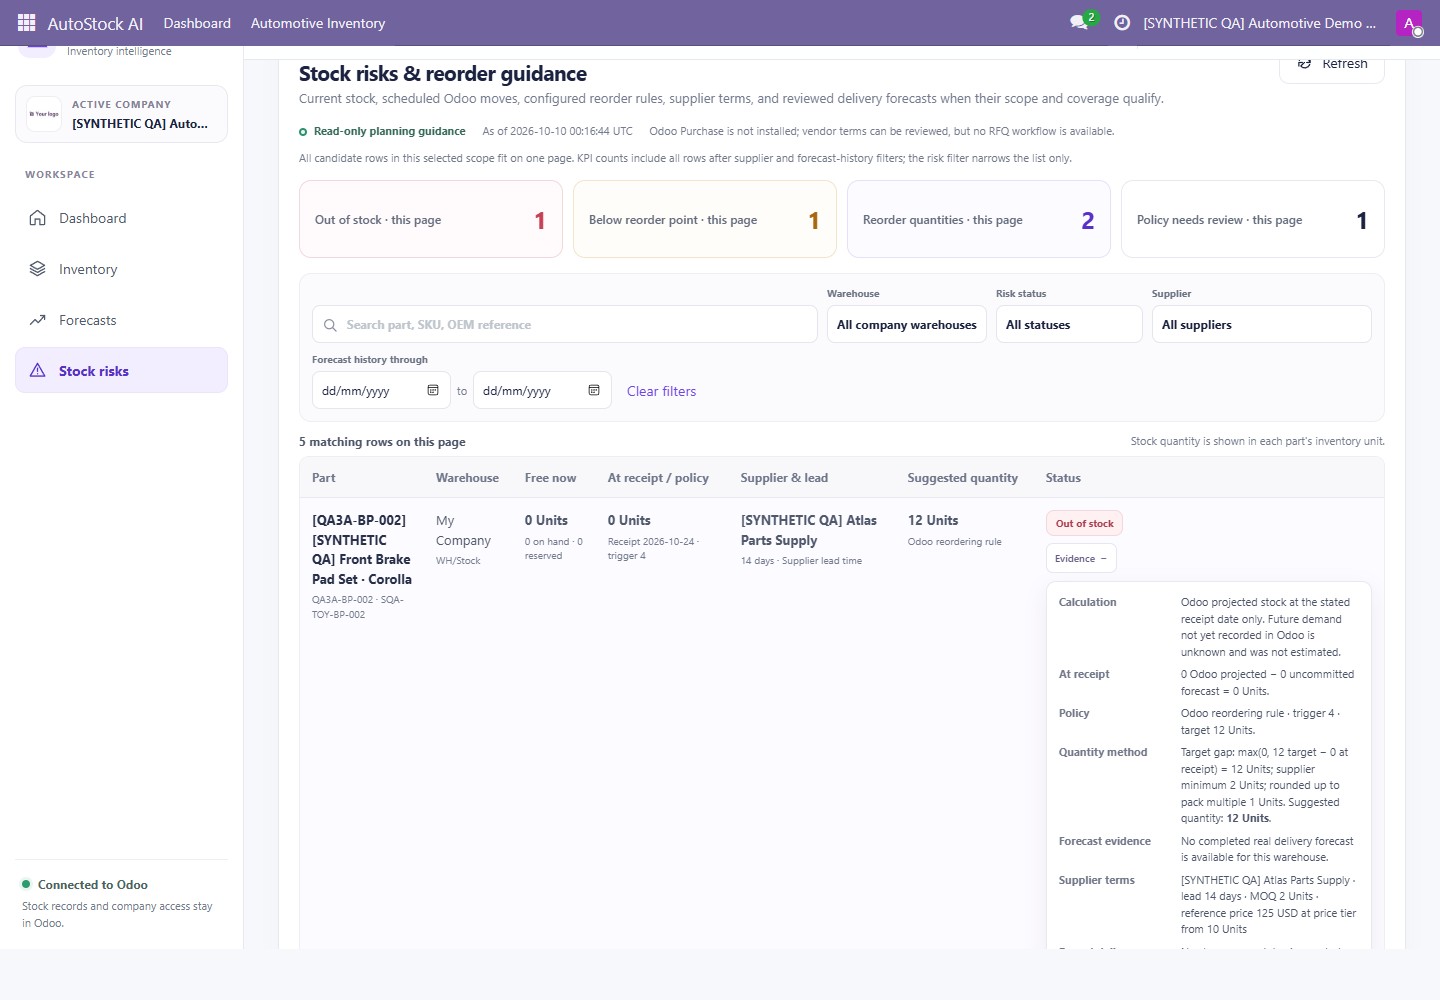 AutoStock AI
Dashboard
Automotive Inventory
2
[SYNTHETIC QA] Automotive Demo ...
A
Inventory intelligence
Your logo
ACTIVE COMPANY
[SYNTHETIC QA] Auto...
WORKSPACE
Dashboard
Inventory
Forecasts
Stock risks
Connected to Odoo
Stock records and company access stay
in Odoo.
Stock risks & reorder guidance
Refresh
Current stock, scheduled Odoo moves, configured reorder rules, supplier terms, and reviewed delivery forecasts when their scope and coverage qualify.
Read-only planning guidance
As of 2026-10-10 00:16:44 UTC
Odoo Purchase is not installed; vendor terms can be reviewed, but no RFQ workflow is available.
All candidate rows in this selected scope fit on one page. KPI counts include all rows after supplier and forecast-history filters; the risk filter narrows the list only.
Out of stock · this page 1
Below reorder point · this page 1
Reorder quantities · this page 2
Policy needs review · this page 1
Search part, SKU, OEM reference
Warehouse
All company warehouses
Risk status
All statuses
Supplier
All suppliers
Forecast history through
dd/mm/yyyy to dd/mm/yyyy Clear filters
5 matching rows on this page
Stock quantity is shown in each part's inventory unit.
Part Warehouse Free now At receipt / policy Supplier & lead Suggested quantity Status
[QA3A-BP-002]
[SYNTHETIC
QA] Front Brake
Pad Set · Corolla
QA3A-BP-002 · SQA-
TOY-BP-002
My
Company
WH/Stock
0 Units
0 on hand · 0
reserved
0 Units
Receipt 2026-10-24 ·
trigger 4
[SYNTHETIC QA] Atlas
Parts Supply
14 days · Supplier lead time
12 Units
Odoo reordering rule
Out of stock
Evidence −
Calculation
Odoo projected stock at the stated
receipt date only. Future demand
not yet recorded in Odoo is
unknown and was not estimated.
At receipt
0 Odoo projected − 0 uncommitted
forecast = 0 Units.
Policy
Odoo reordering rule · trigger 4 ·
target 12 Units.
Quantity method
Target gap: max(0, 12 target − 0 at
receipt) = 12 Units; supplier
minimum 2 Units; rounded up to
pack multiple 1 Units. Suggested
quantity: 12 Units.
Forecast evidence
No completed real delivery forecast
is available for this warehouse.
Supplier terms
[SYNTHETIC QA] Atlas Parts Supply ·
lead 14 days · MOQ 2 Units ·
reference price 125 USD at price tier
from 10 Units